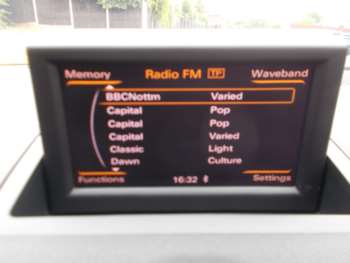 Memory Radio FM TP Waveband
BBCNottm Varied
Capital Pop
Capital Pop
Capital Varied
Classic Light
Dawn Culture
Functions 16:32 Settings